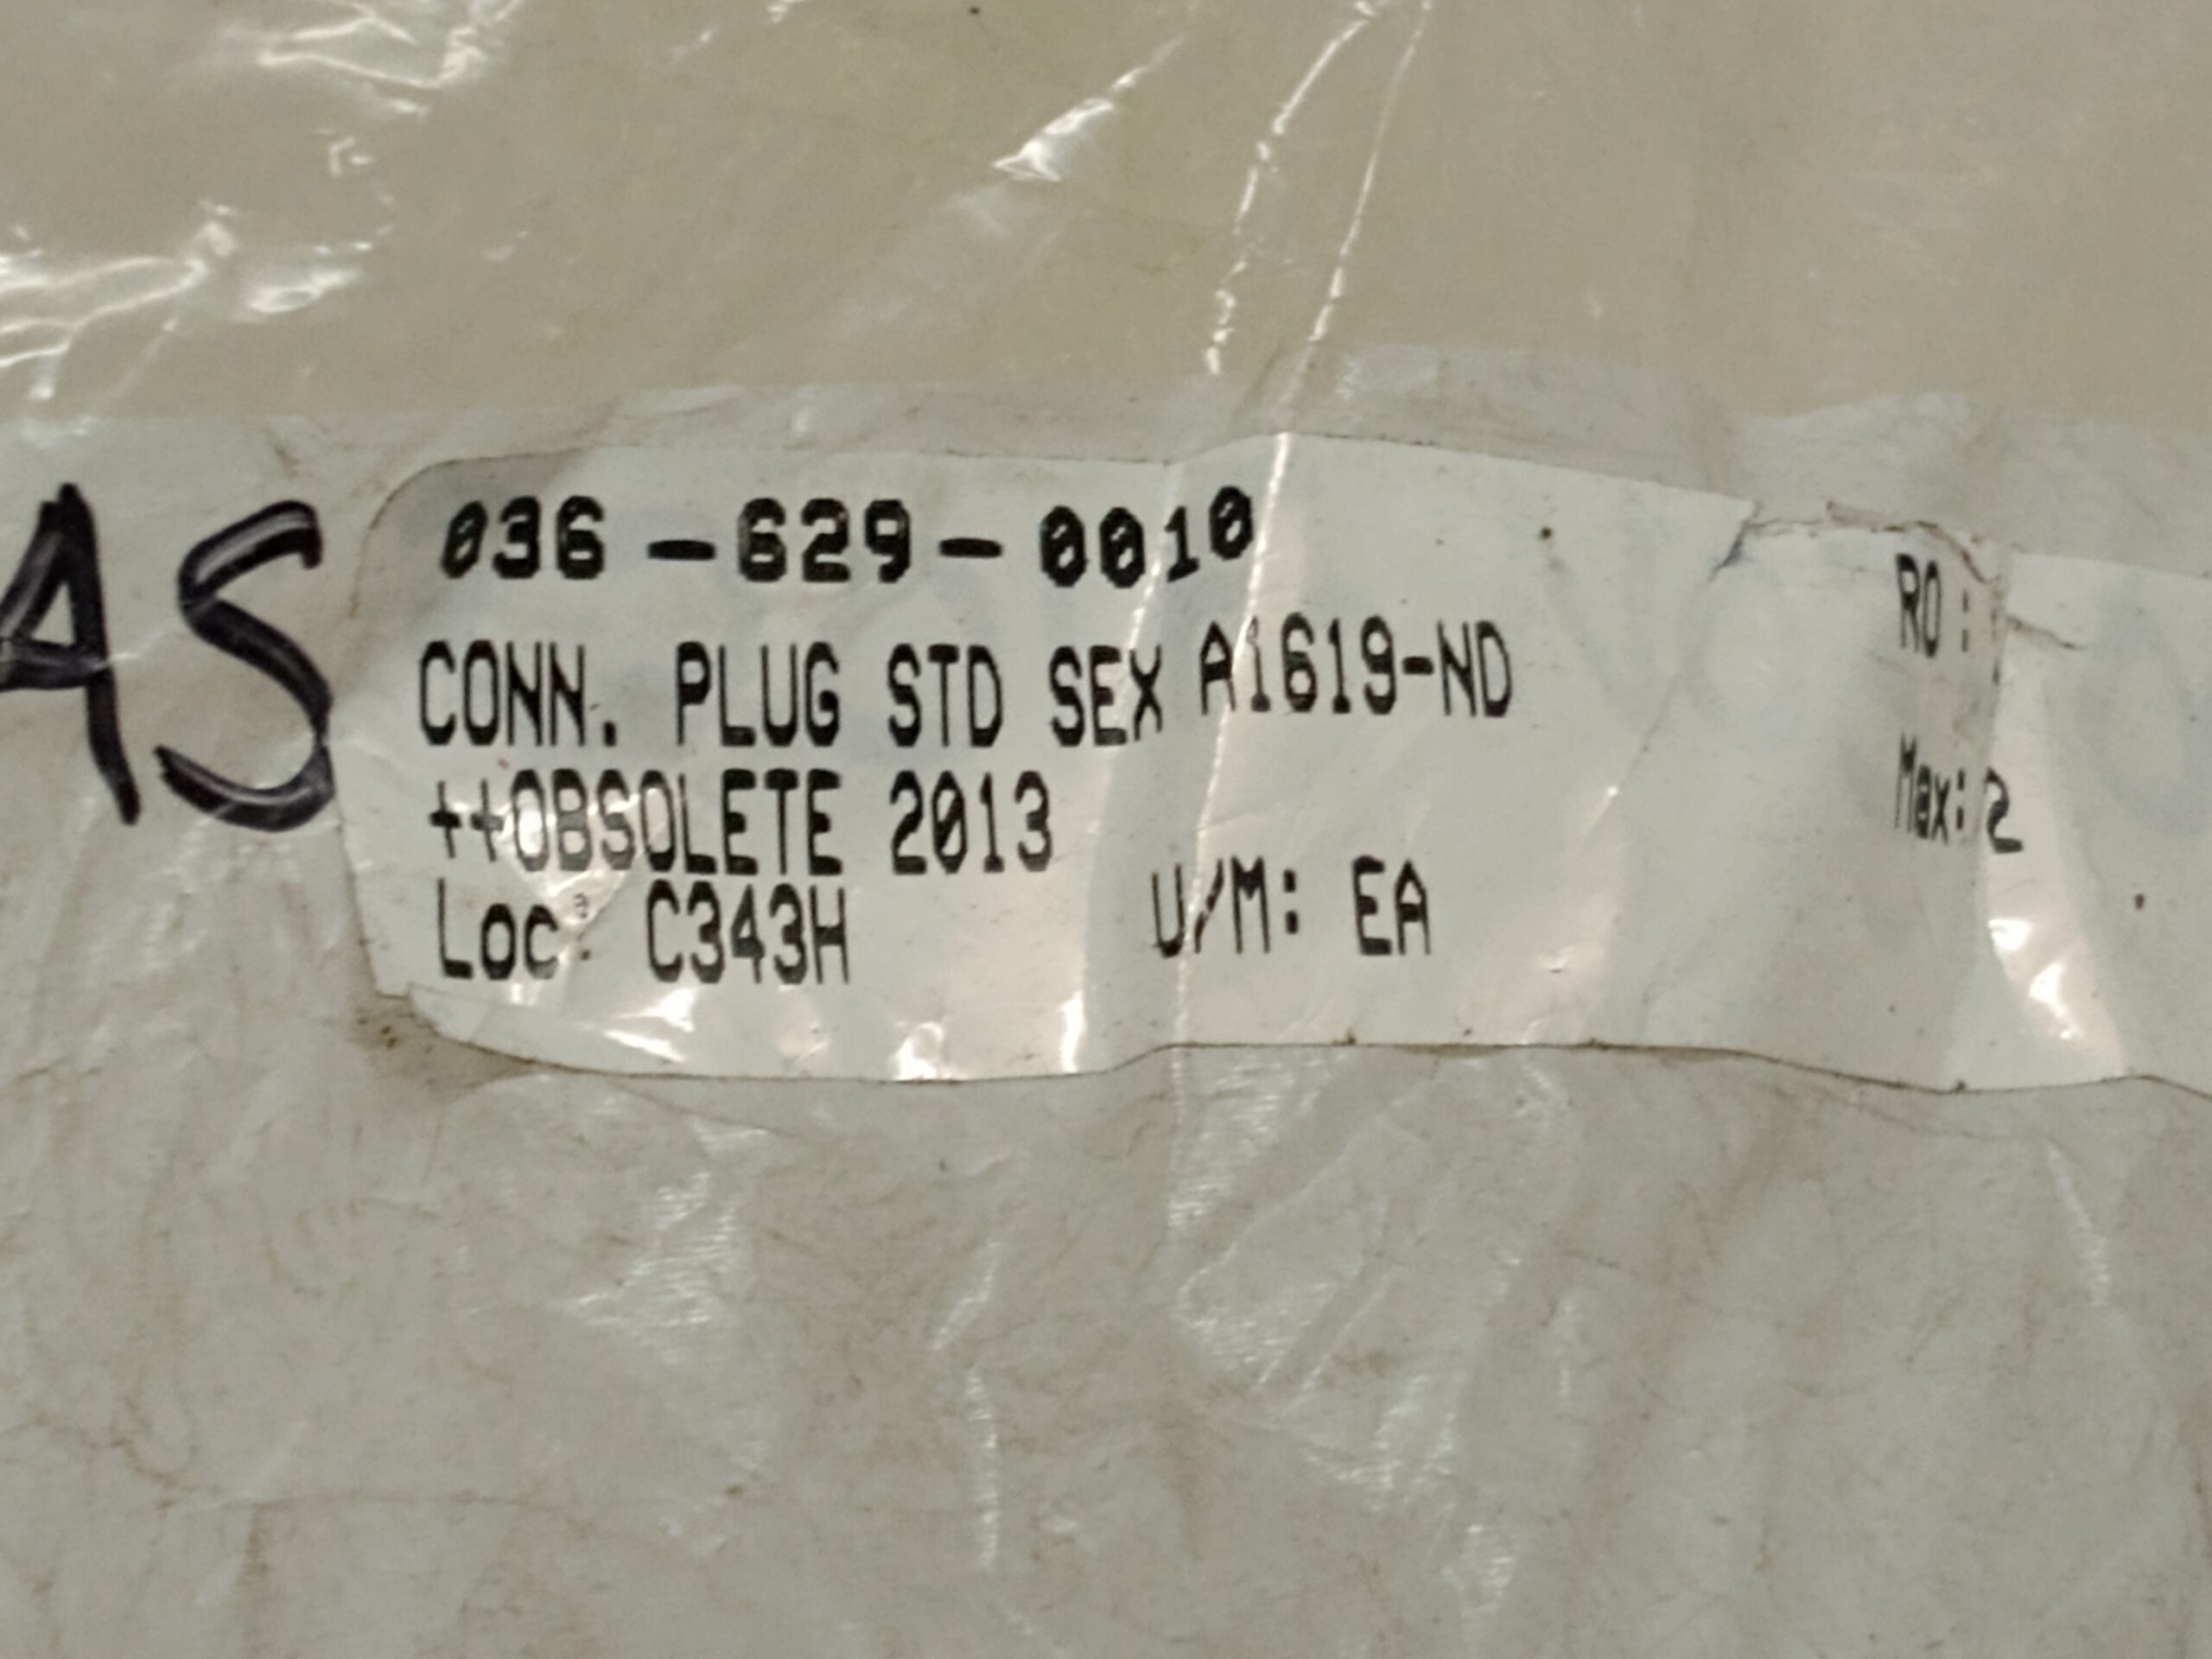 AS
036-629-0010
CONN. PLUG STD SEX A1619-ND
++OBSOLETE 2013
Loc: C343H U/M: EA
RO:
Max: 2